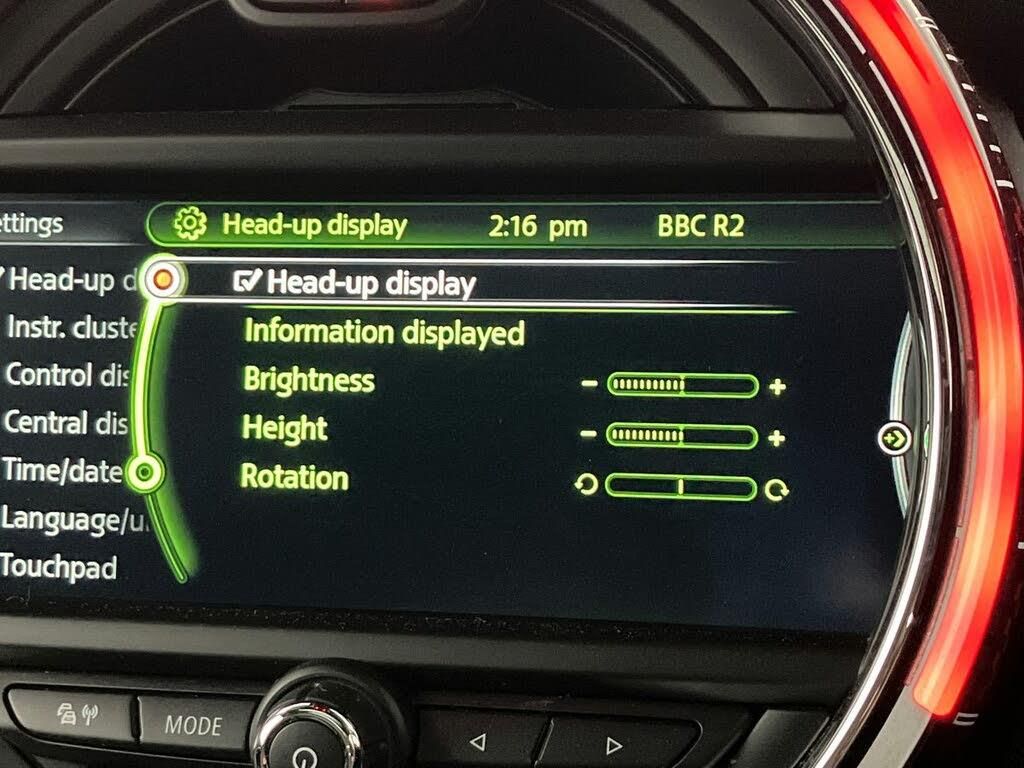 ettings
Head-up display 2:16 pm BBC R2
Head-up d
Head-up display
Instr. cluste
Information displayed
Control dis
Brightness - +
Central dis
Height - +
Time/date
Rotation
Language/u
Touchpad
MODE